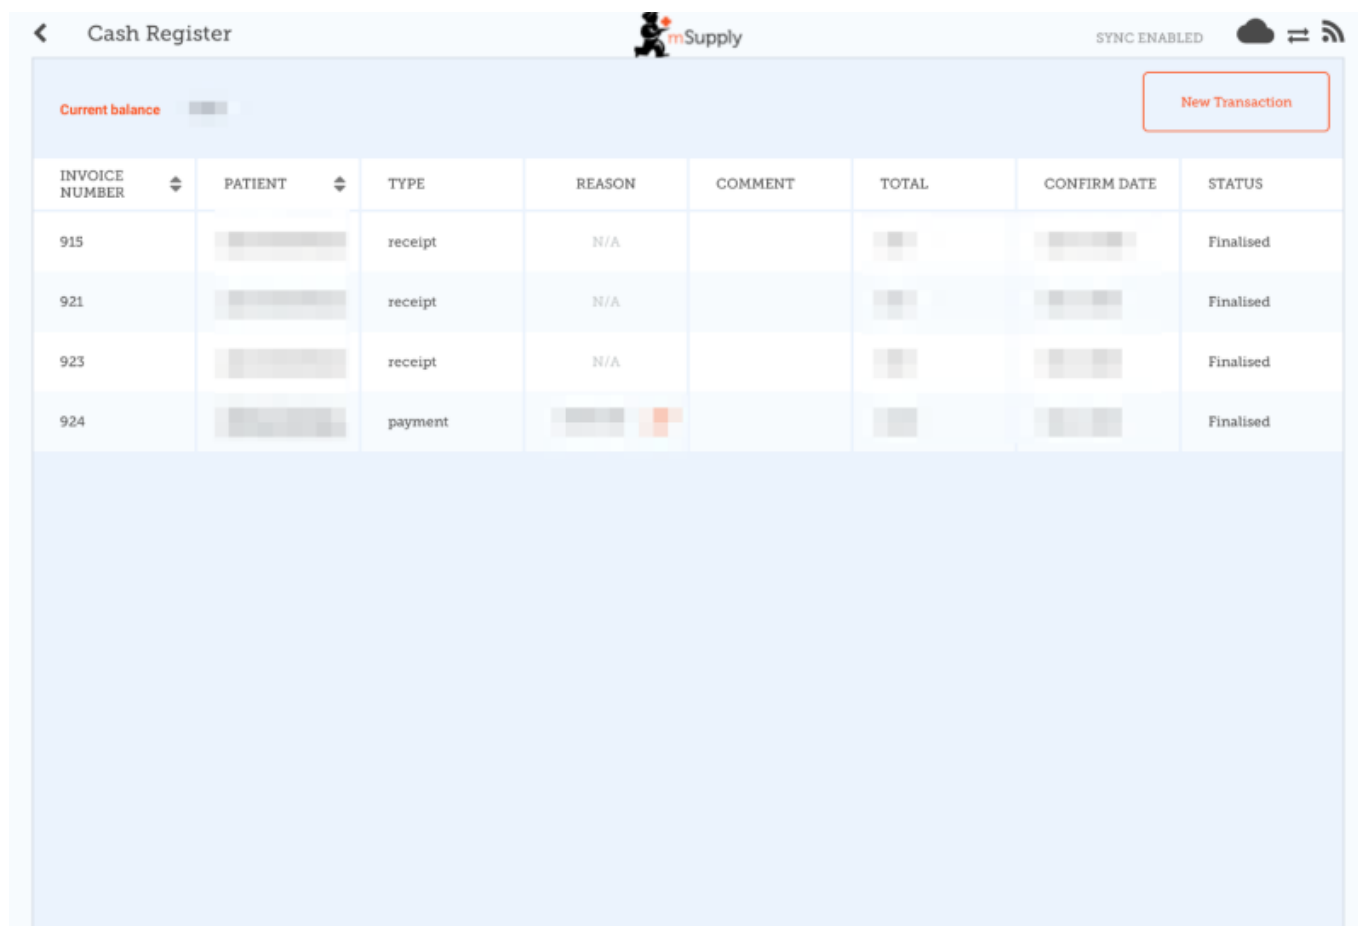 Cash Register
mSupply
SYNC ENABLED
Current balance
New Transaction
INVOICE
NUMBER
PATIENT
TYPE
REASON
COMMENT
TOTAL
CONFIRM DATE
STATUS
915 receipt N/A Finalised
921 receipt N/A Finalised
923 receipt N/A Finalised
924 payment Finalised